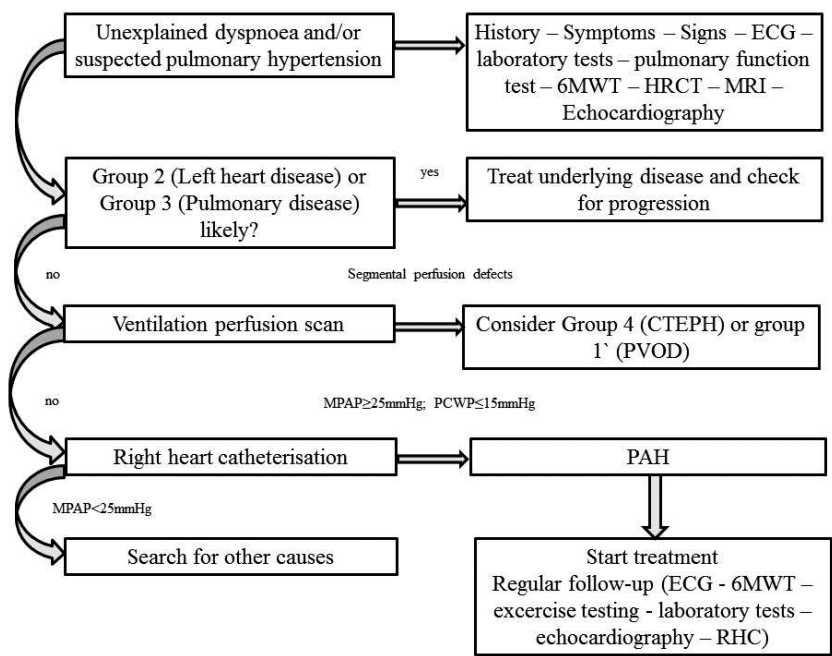 Unexplained dyspnoea and/or
suspected pulmonary hypertension
History – Symptoms – Signs – ECG –
laboratory tests – pulmonary function
test – 6MWT – HRCT – MRI –
Echocardiography
Group 2 (Left heart disease) or
Group 3 (Pulmonary disease)
likely?
yes
Treat underlying disease and check
for progression
no
Segmental perfusion defects
Ventilation perfusion scan
Consider Group 4 (CTEPH) or group
1` (PVOD)
no
MPAP≥25mmHg; PCWP≤15mmHg
Right heart catheterisation
PAH
MPAP<25mmHg
Search for other causes
Start treatment
Regular follow-up (ECG - 6MWT –
excercise testing - laboratory tests –
echocardiography – RHC)